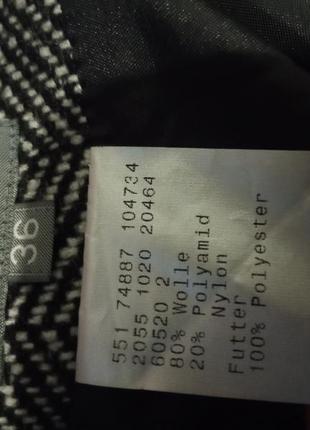 36
551 74887 104734
2055 1020 20464
60520 2
80% Wolle
20% Polyamid
Nylon
Futter
100% Polyester